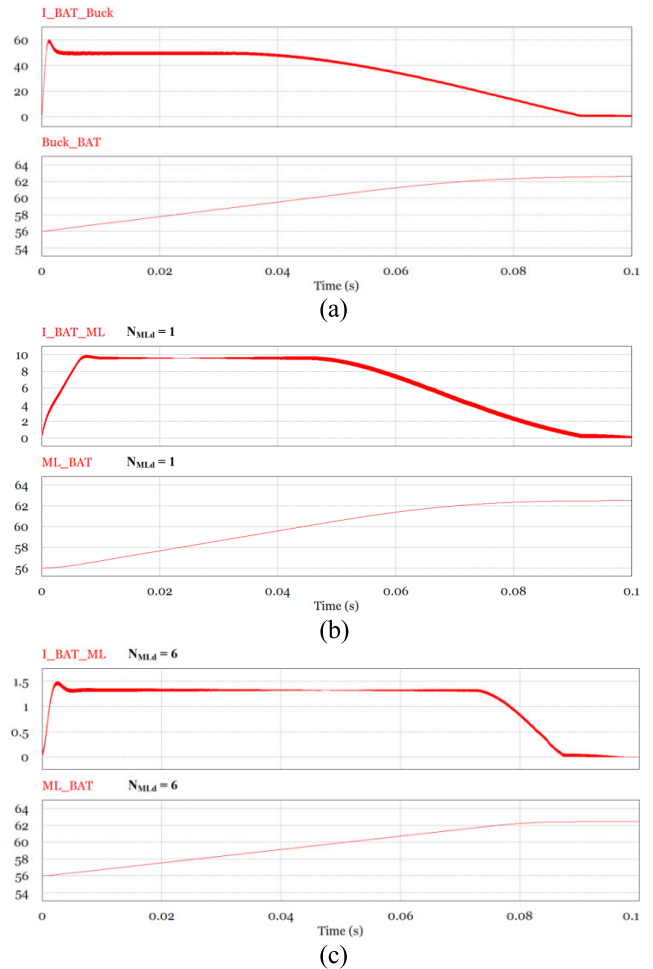 I_BAT_Buck
60
40
20
0
Buck_BAT
64
62
60
58
56
54
0 0.02 0.04 0.06 0.08 0.1
Time (s)
(a)
I_BAT_ML N_MLd = 1
10
8
6
4
2
0
ML_BAT N_MLd = 1
64
62
60
58
56
0 0.02 0.04 0.06 0.08 0.1
Time (s)
(b)
I_BAT_ML N_MLd = 6
1.5
1
0.5
0
ML_BAT N_MLd = 6
64
62
60
58
56
54
0 0.02 0.04 0.06 0.08 0.1
Time (s)
(c)